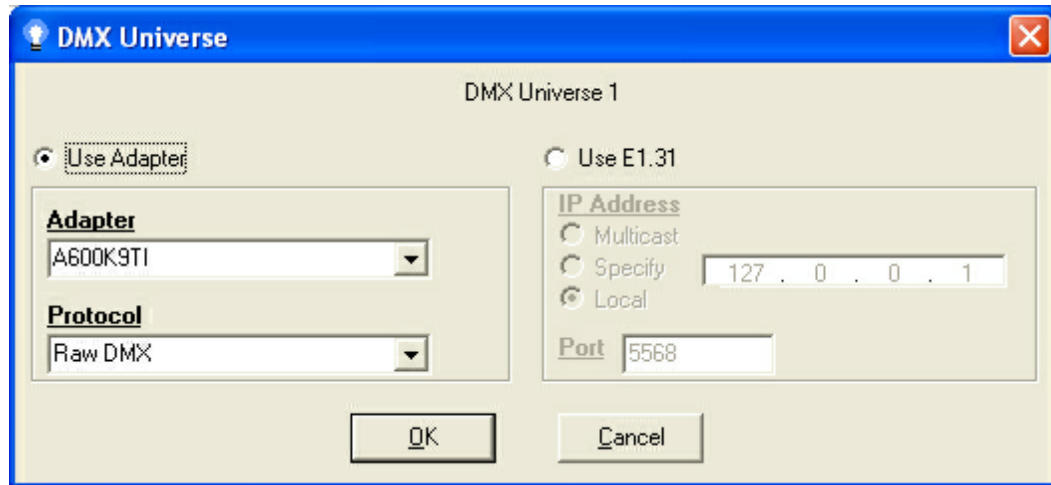 DMX Universe
DMX Universe 1
Use Adapter
Use E1.31
Adapter
A600K9TI
Protocol
Raw DMX
IP Address
Multicast
Specify
127 . 0 . 0 . 1
Local
Port 5568
OK
Cancel